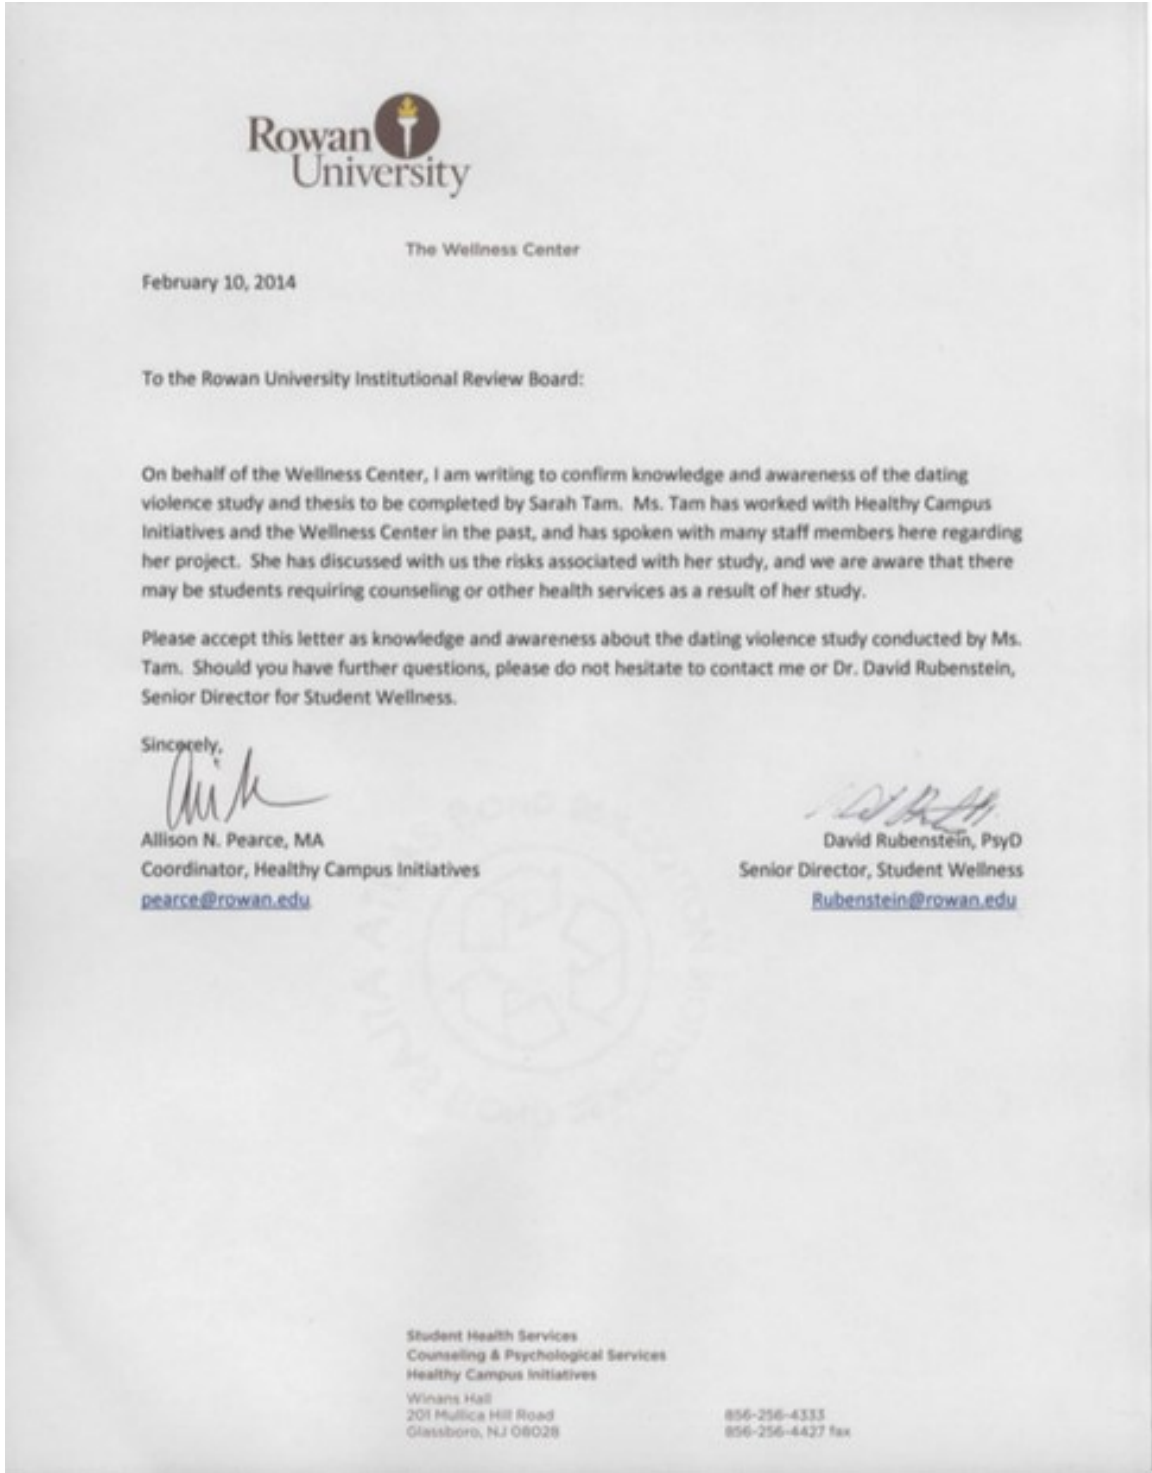 Rowan
University
The Wellness Center
February 10, 2014
To the Rowan University Institutional Review Board:
On behalf of the Wellness Center, I am writing to confirm knowledge and awareness of the dating
violence study and thesis to be completed by Sarah Tam.  Ms. Tam has worked with Healthy Campus
Initiatives and the Wellness Center in the past, and has spoken with many staff members here regarding
her project.  She has discussed with us the risks associated with her study, and we are aware that there
may be students requiring counseling or other health services as a result of her study.
Please accept this letter as knowledge and awareness about the dating violence study conducted by Ms.
Tam.  Should you have further questions, please do not hesitate to contact me or Dr. David Rubenstein,
Senior Director for Student Wellness.
Sincerely,
Allison N. Pearce, MA
Coordinator, Healthy Campus Initiatives
pearce@rowan.edu
David Rubenstein, PsyD
Senior Director, Student Wellness
Rubenstein@rowan.edu
Student Health Services
Counseling & Psychological Services
Healthy Campus Initiatives
Winans Hall
201 Mullica Hill Road
Glassboro, NJ 08028
856-256-4333
856-256-4427 fax